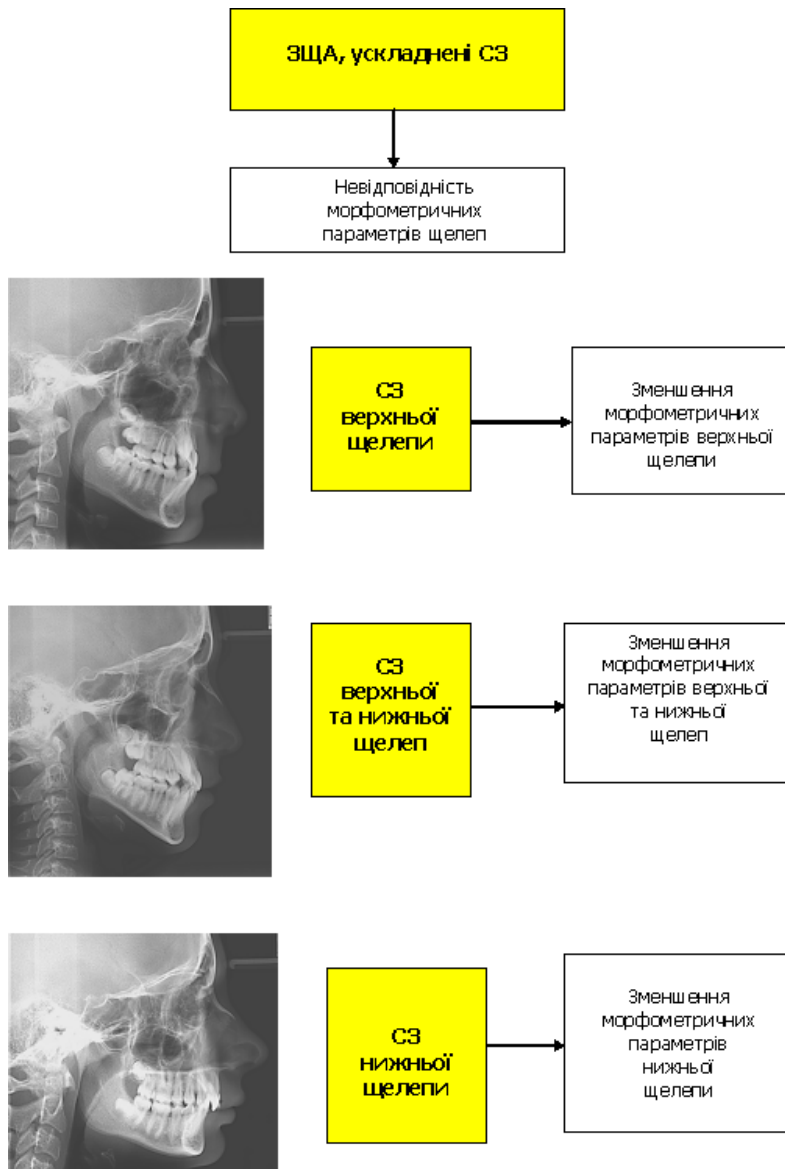 ЗЩА, ускладнені СЗ
Невідповідність
морфометричних
параметрів щелеп
СЗ
верхньої
щелепи
Зменшення
морфометричних
параметрів верхньої
щелепи
СЗ
верхньої
та нижньої
щелеп
Зменшення
морфометричних
параметрів верхньої
та нижньої
щелеп
СЗ
нижньої
щелепи
Зменшення
морфометричних
параметрів
нижньої
щелепи